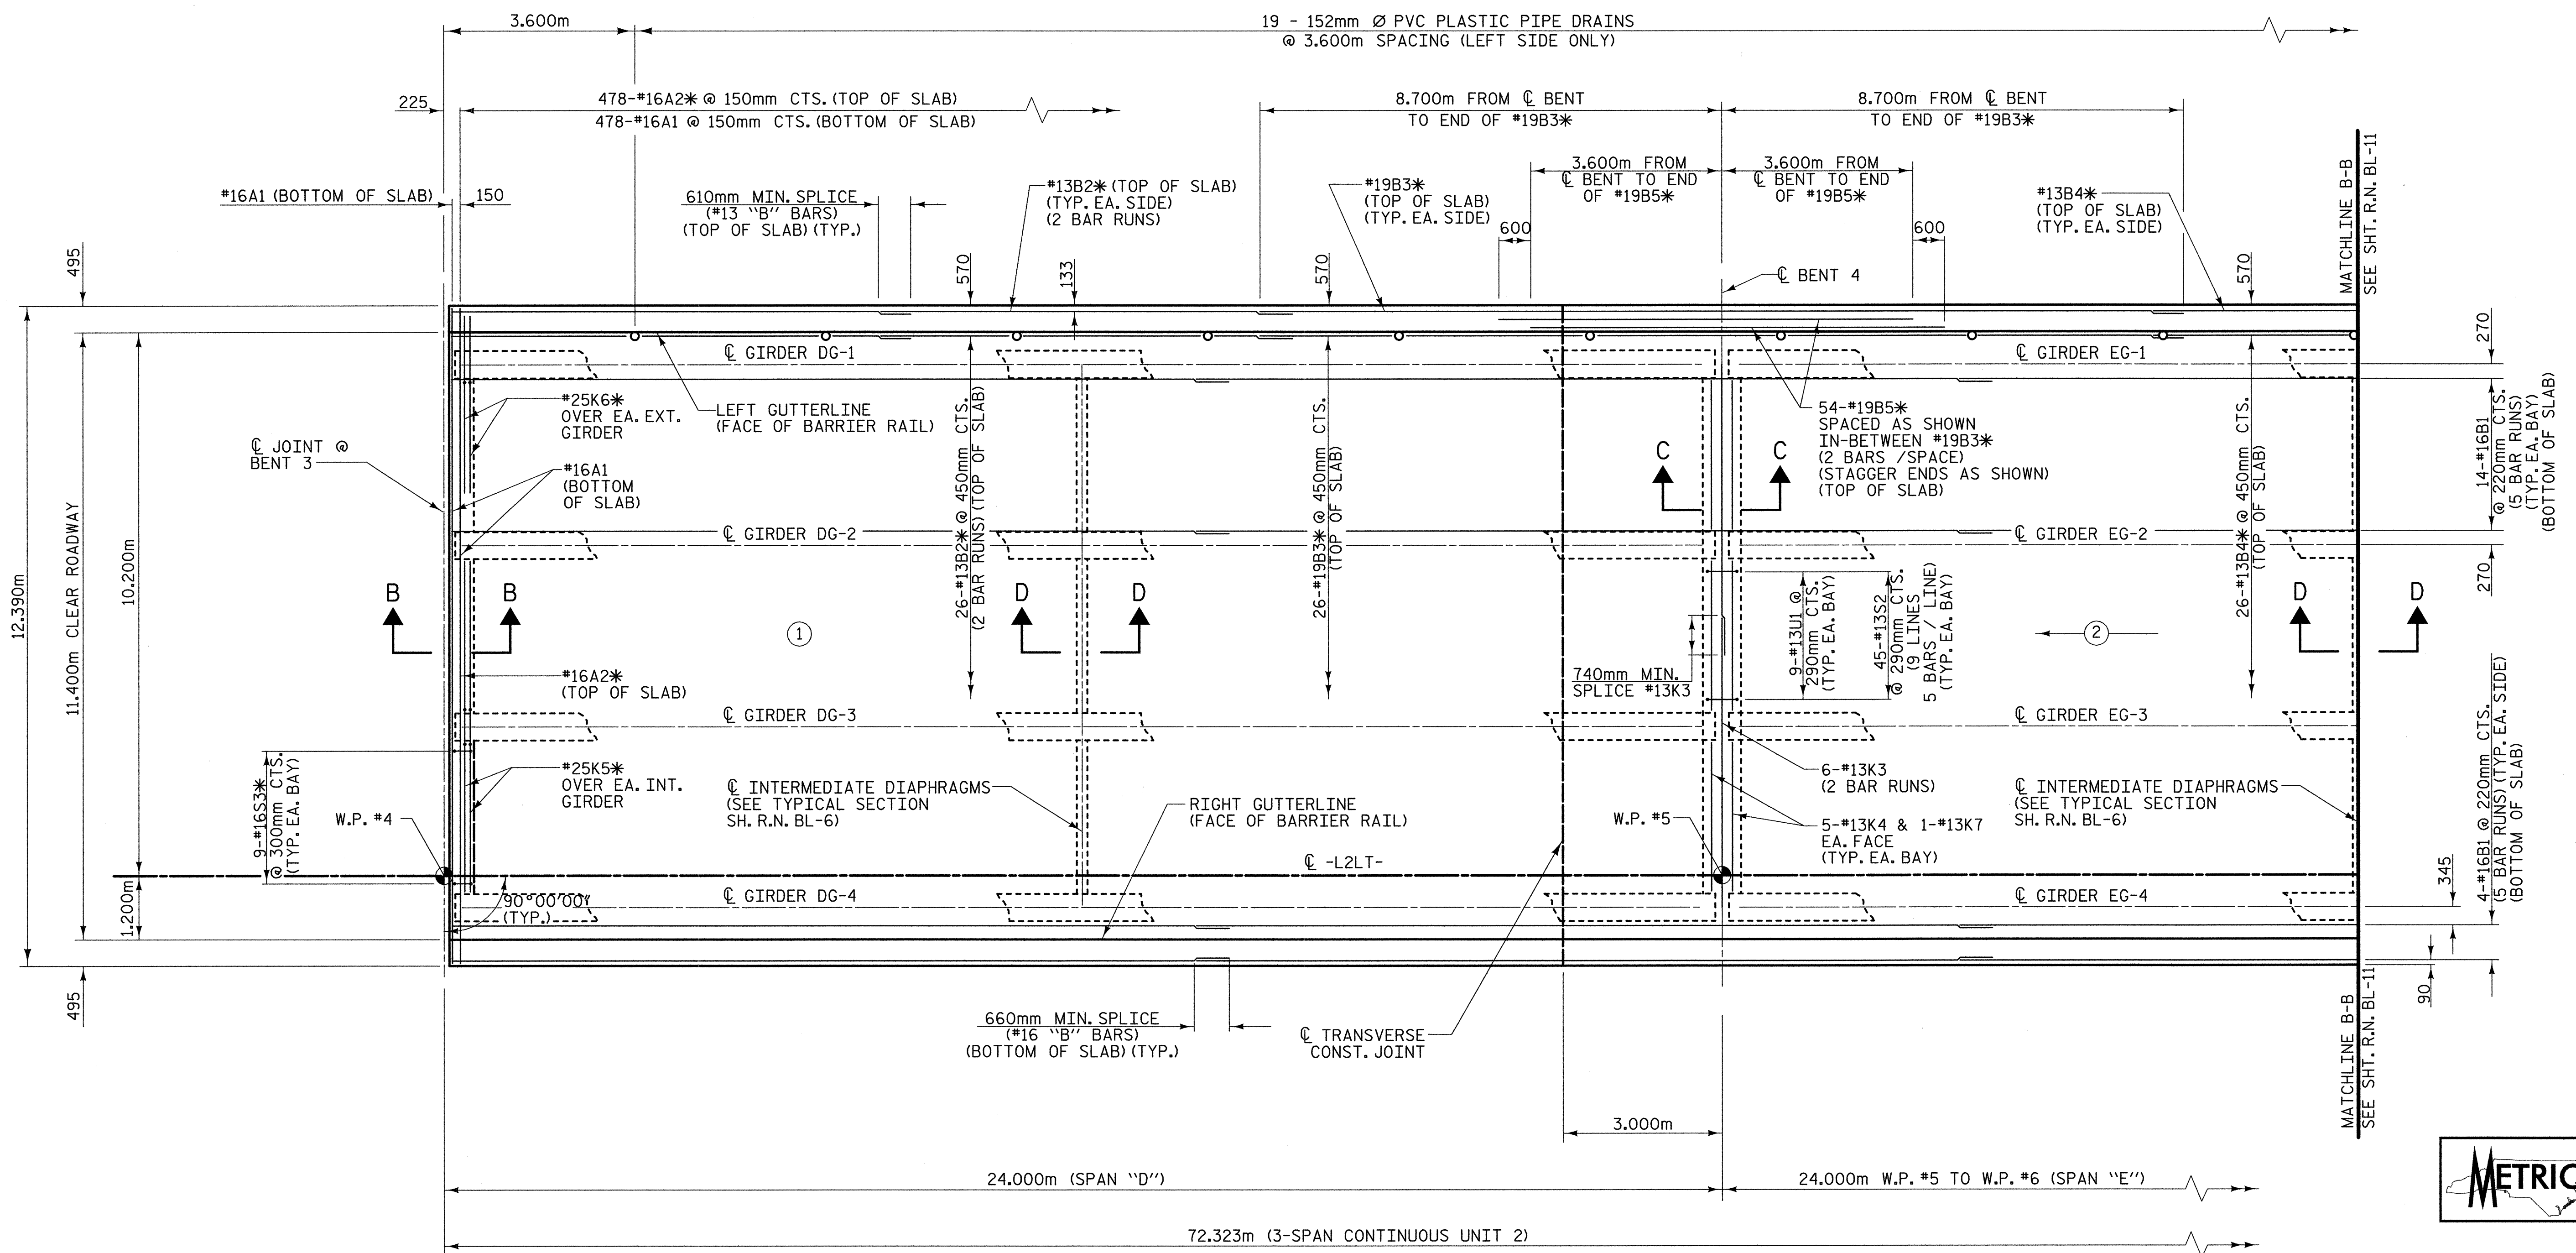 3.600m
19 - 152mm Ø PVC PLASTIC PIPE DRAINS
@ 3.600m SPACING (LEFT SIDE ONLY)
225
478-#16A2* @ 150mm CTS. (TOP OF SLAB)
478-#16A1 @ 150mm CTS. (BOTTOM OF SLAB)
8.700m FROM ℄ BENT
TO END OF #19B3*
8.700m FROM ℄ BENT
TO END OF #19B3*
#16A1 (BOTTOM OF SLAB)
150
610mm MIN. SPLICE
(#13 "B" BARS)
(TOP OF SLAB) (TYP.)
#13B2* (TOP OF SLAB)
(TYP. EA. SIDE)
(2 BAR RUNS)
#19B3*
(TOP OF SLAB)
(TYP. EA. SIDE)
3.600m FROM
℄ BENT TO END
OF #19B5*
3.600m FROM
℄ BENT TO END
OF #19B5*
#13B4*
(TOP OF SLAB)
(TYP. EA. SIDE)
600
600
MATCHLINE B-B
SEE SHT. R.N. BL-11
495
570
133
570
℄ BENT 4
570
℄ GIRDER DG-1
℄ GIRDER EG-1
270
#25K6*
OVER EA. EXT.
GIRDER
LEFT GUTTERLINE
(FACE OF BARRIER RAIL)
54-#19B5*
SPACED AS SHOWN
IN-BETWEEN #19B3*
(2 BARS /SPACE)
(STAGGER ENDS AS SHOWN)
(TOP OF SLAB)
℄ JOINT @
BENT 3
#16A1
(BOTTOM
OF SLAB)
C
C
14-#16B1
@ 220mm CTS.
(5 BAR RUNS)
(TYP. EA. BAY)
(BOTTOM OF SLAB)
℄ GIRDER DG-2
℄ GIRDER EG-2
26-#13B2* @ 450mm CTS.
(2 BAR RUNS) (TOP OF SLAB)
26-#19B3* @ 450mm CTS.
(TOP OF SLAB)
26-#13B4* @ 450mm CTS.
(TOP OF SLAB)
270
12.390m
11.400m CLEAR ROADWAY
10.200m
B
B
D
D
D
D
1
2
9-#13U1 @
290mm CTS.
(TYP. EA. BAY)
45-#13S2
@ 290mm CTS.
(9 LINES
5 BARS / LINE)
(TYP. EA. BAY)
#16A2*
(TOP OF SLAB)
740mm MIN.
SPLICE #13K3
℄ GIRDER DG-3
℄ GIRDER EG-3
9-#16S3*
@ 300mm CTS.
(TYP. EA. BAY)
#25K5*
OVER EA. INT.
GIRDER
℄ INTERMEDIATE DIAPHRAGMS
(SEE TYPICAL SECTION
SH. R.N. BL-6)
6-#13K3
(2 BAR RUNS)
℄ INTERMEDIATE DIAPHRAGMS
(SEE TYPICAL SECTION
SH. R.N. BL-6)
RIGHT GUTTERLINE
(FACE OF BARRIER RAIL)
W.P. #4
W.P. #5
5-#13K4 & 1-#13K7
EA. FACE
(TYP. EA. BAY)
4-#16B1 @ 220mm CTS.
(5 BAR RUNS) (TYP. EA. SIDE)
(BOTTOM OF SLAB)
℄ -L2LT-
1.200m
90°00'00"
(TYP.)
℄ GIRDER DG-4
℄ GIRDER EG-4
345
495
90
660mm MIN. SPLICE
(#16 "B" BARS)
(BOTTOM OF SLAB) (TYP.)
℄ TRANSVERSE
CONST. JOINT
MATCHLINE B-B
SEE SHT. R.N. BL-11
3.000m
24.000m (SPAN "D")
24.000m W.P. #5 TO W.P. #6 (SPAN "E")
METRIC
72.323m (3-SPAN CONTINUOUS UNIT 2)